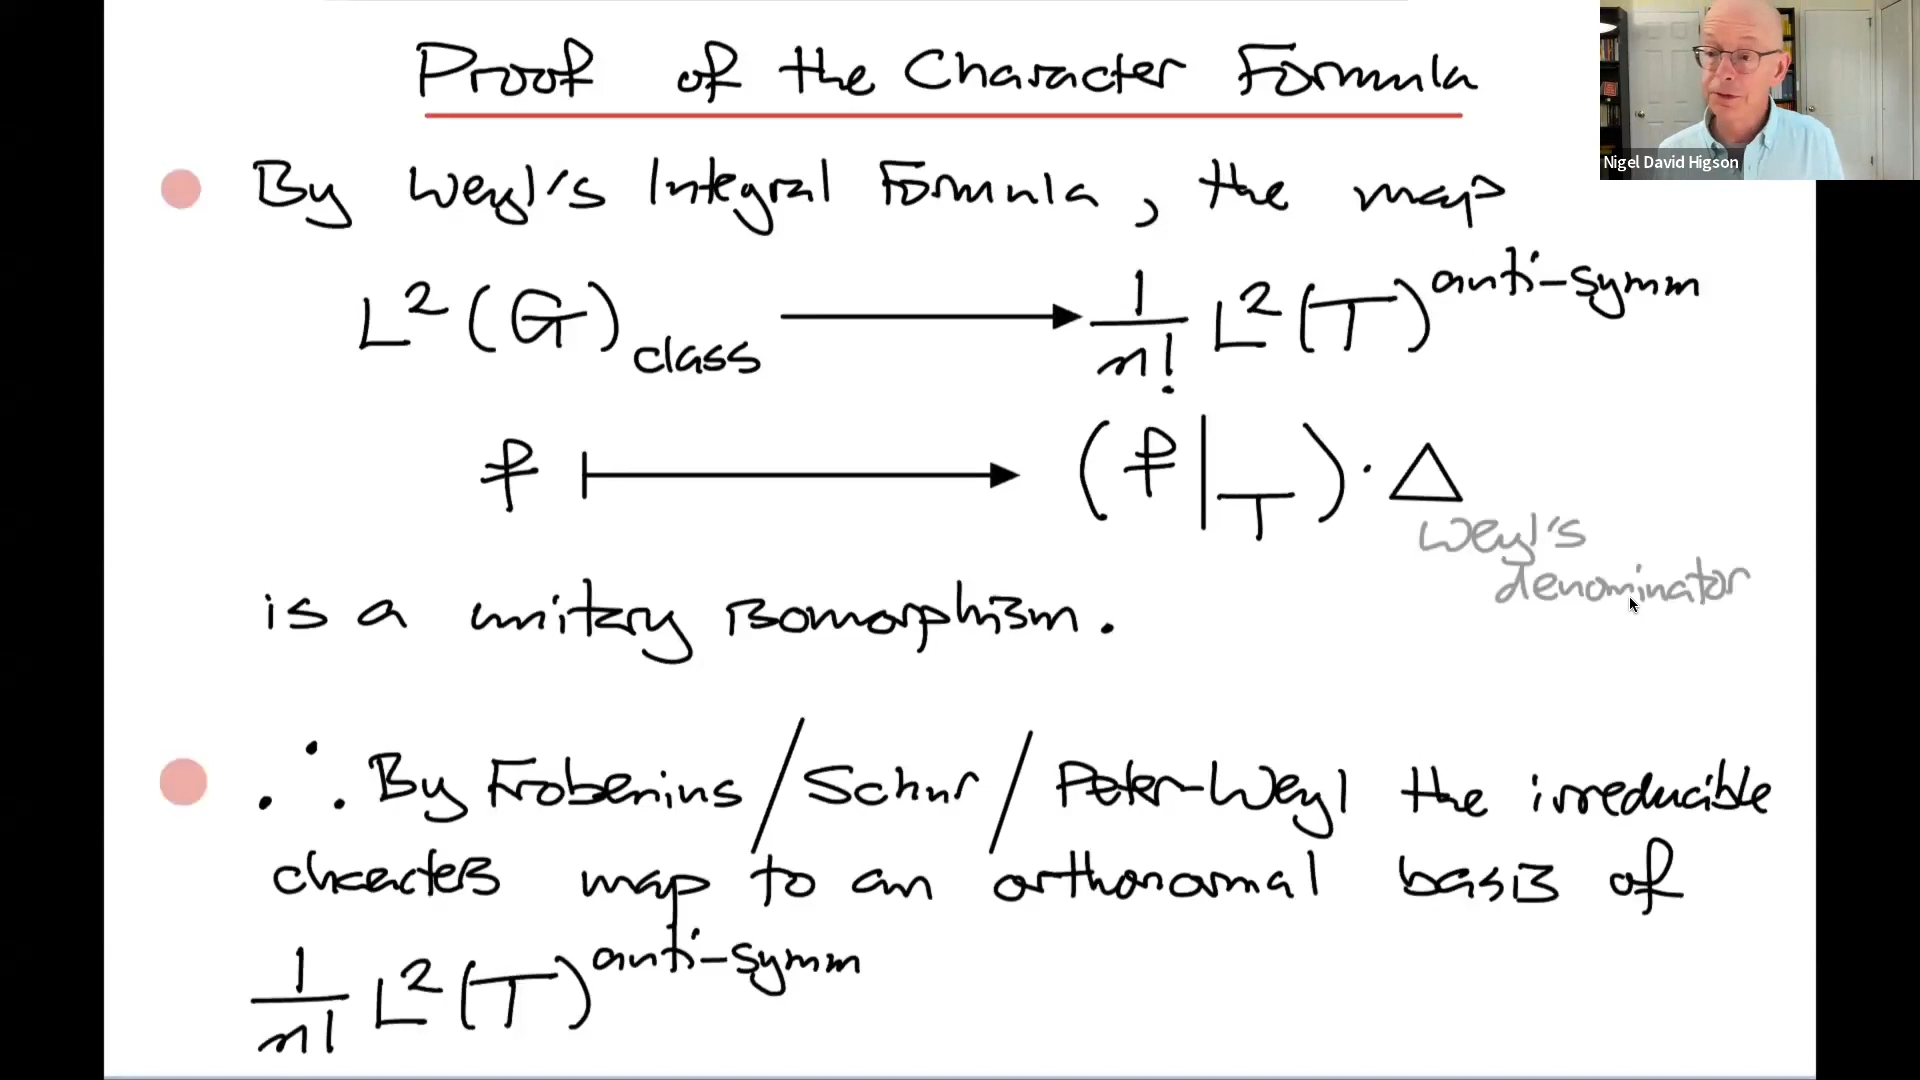 Proof of the Character Formula
Nigel David Higson
By Weyl's Integral Formula, the map
L²(G)class ⟶ 1/n! L²(T)^anti-symm
f ⟼ (f|T)·△
Weyl's
denominator
is a unitary isomorphism.
∴ By Frobenius/Schur/Peter-Weyl the irreducible
characters map to an orthonormal basis of
1/n! L²(T)^anti-symm